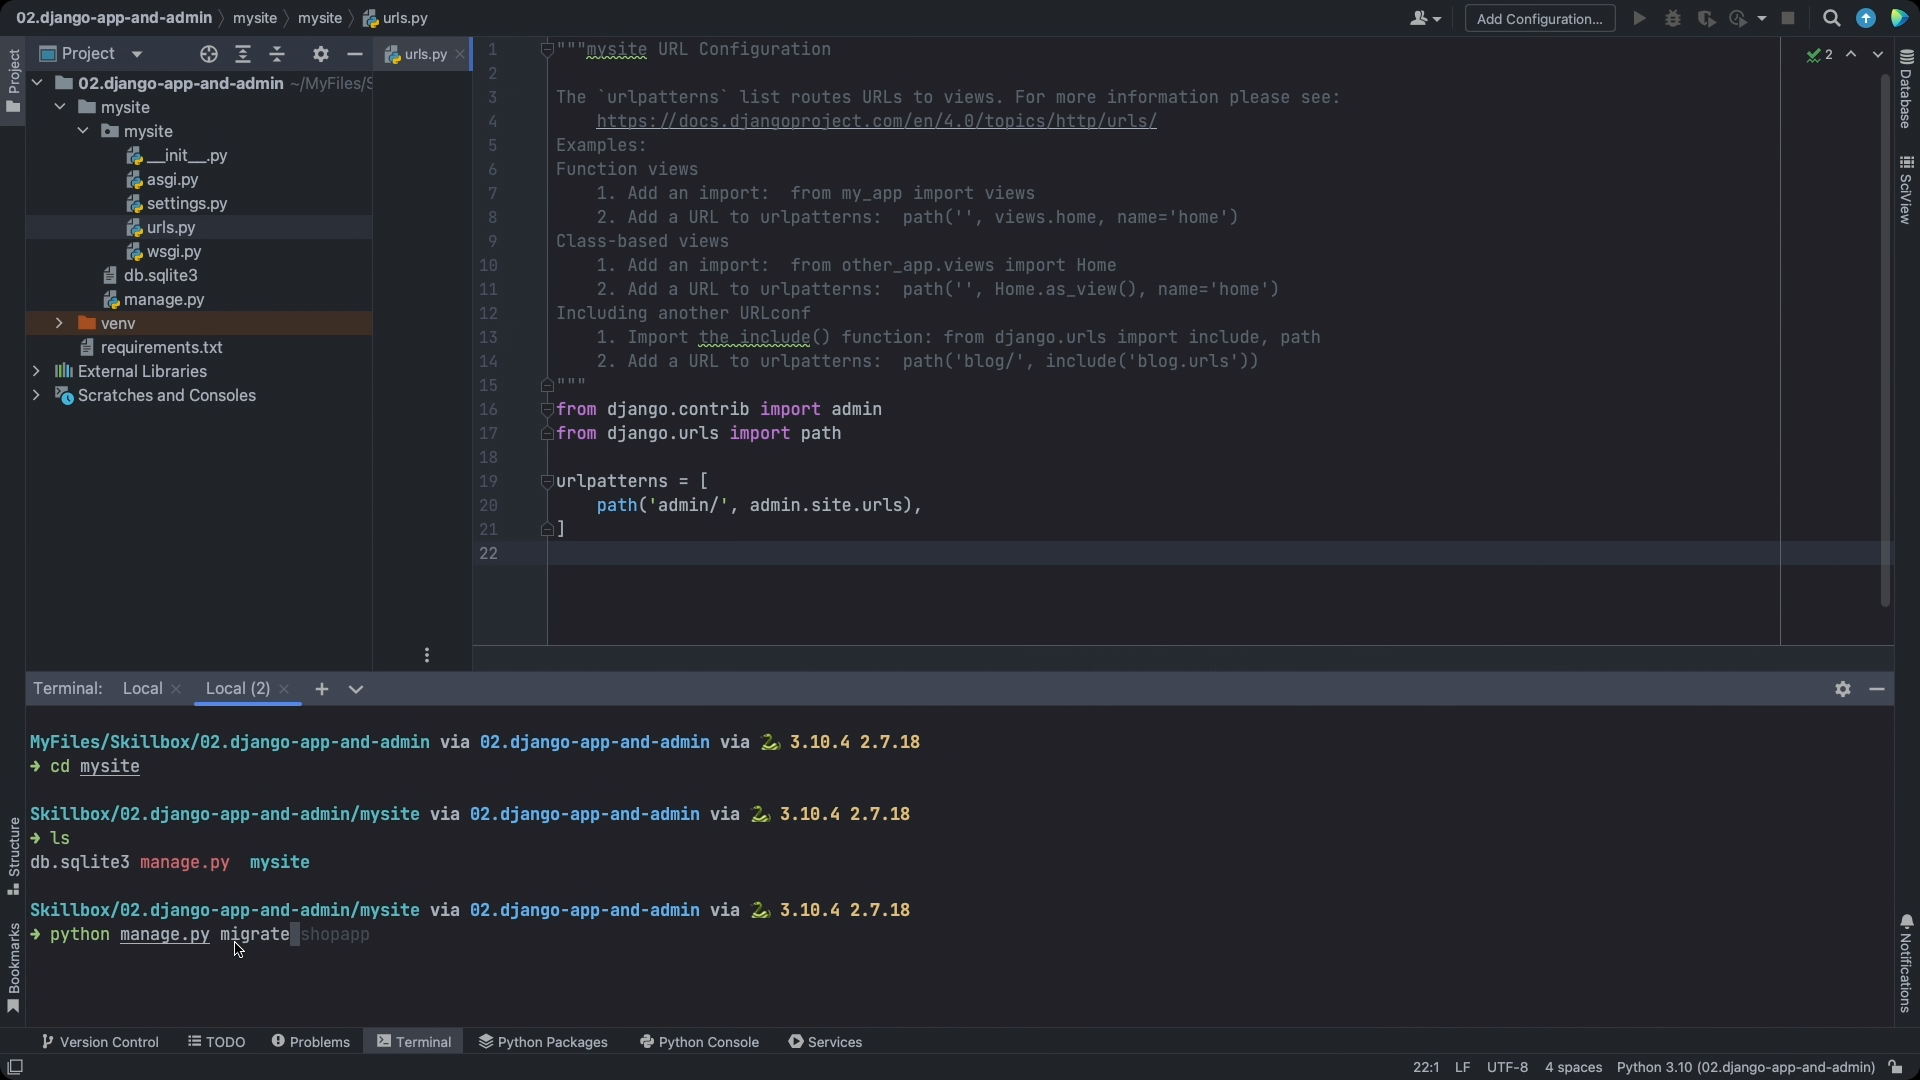 02.django-app-and-admin mysite mysite urls.py
Add Configuration...
Project
Project
urls.py
02.django-app-and-admin ~/MyFiles/S
mysite
mysite
__init__.py
asgi.py
settings.py
urls.py
wsgi.py
db.sqlite3
manage.py
venv
requirements.txt
External Libraries
Scratches and Consoles
1 """mysite URL Configuration
2
3 The `urlpatterns` list routes URLs to views. For more information please see:
4 https://docs.djangoproject.com/en/4.0/topics/http/urls/
5 Examples:
6 Function views
7 1. Add an import:  from my_app import views
8 2. Add a URL to urlpatterns:  path('', views.home, name='home')
9 Class-based views
10 1. Add an import:  from other_app.views import Home
11 2. Add a URL to urlpatterns:  path('', Home.as_view(), name='home')
12 Including another URLconf
13 1. Import the include() function: from django.urls import include, path
14 2. Add a URL to urlpatterns:  path('blog/', include('blog.urls'))
15 """
16 from django.contrib import admin
17 from django.urls import path
18
19 urlpatterns = [
20 path('admin/', admin.site.urls),
21 ]
22
2
Database
SciView
Notifications
Structure
Bookmarks
Terminal: Local Local (2)
MyFiles/Skillbox/02.django-app-and-admin via 02.django-app-and-admin via 🐍 3.10.4 2.7.18
➜ cd mysite
Skillbox/02.django-app-and-admin/mysite via 02.django-app-and-admin via 🐍 3.10.4 2.7.18
➜ ls
db.sqlite3 manage.py mysite
Skillbox/02.django-app-and-admin/mysite via 02.django-app-and-admin via 🐍 3.10.4 2.7.18
➜ python manage.py migrate shopapp
Version Control TODO Problems Terminal Python Packages Python Console Services
22:1 LF UTF-8 4 spaces Python 3.10 (02.django-app-and-admin)